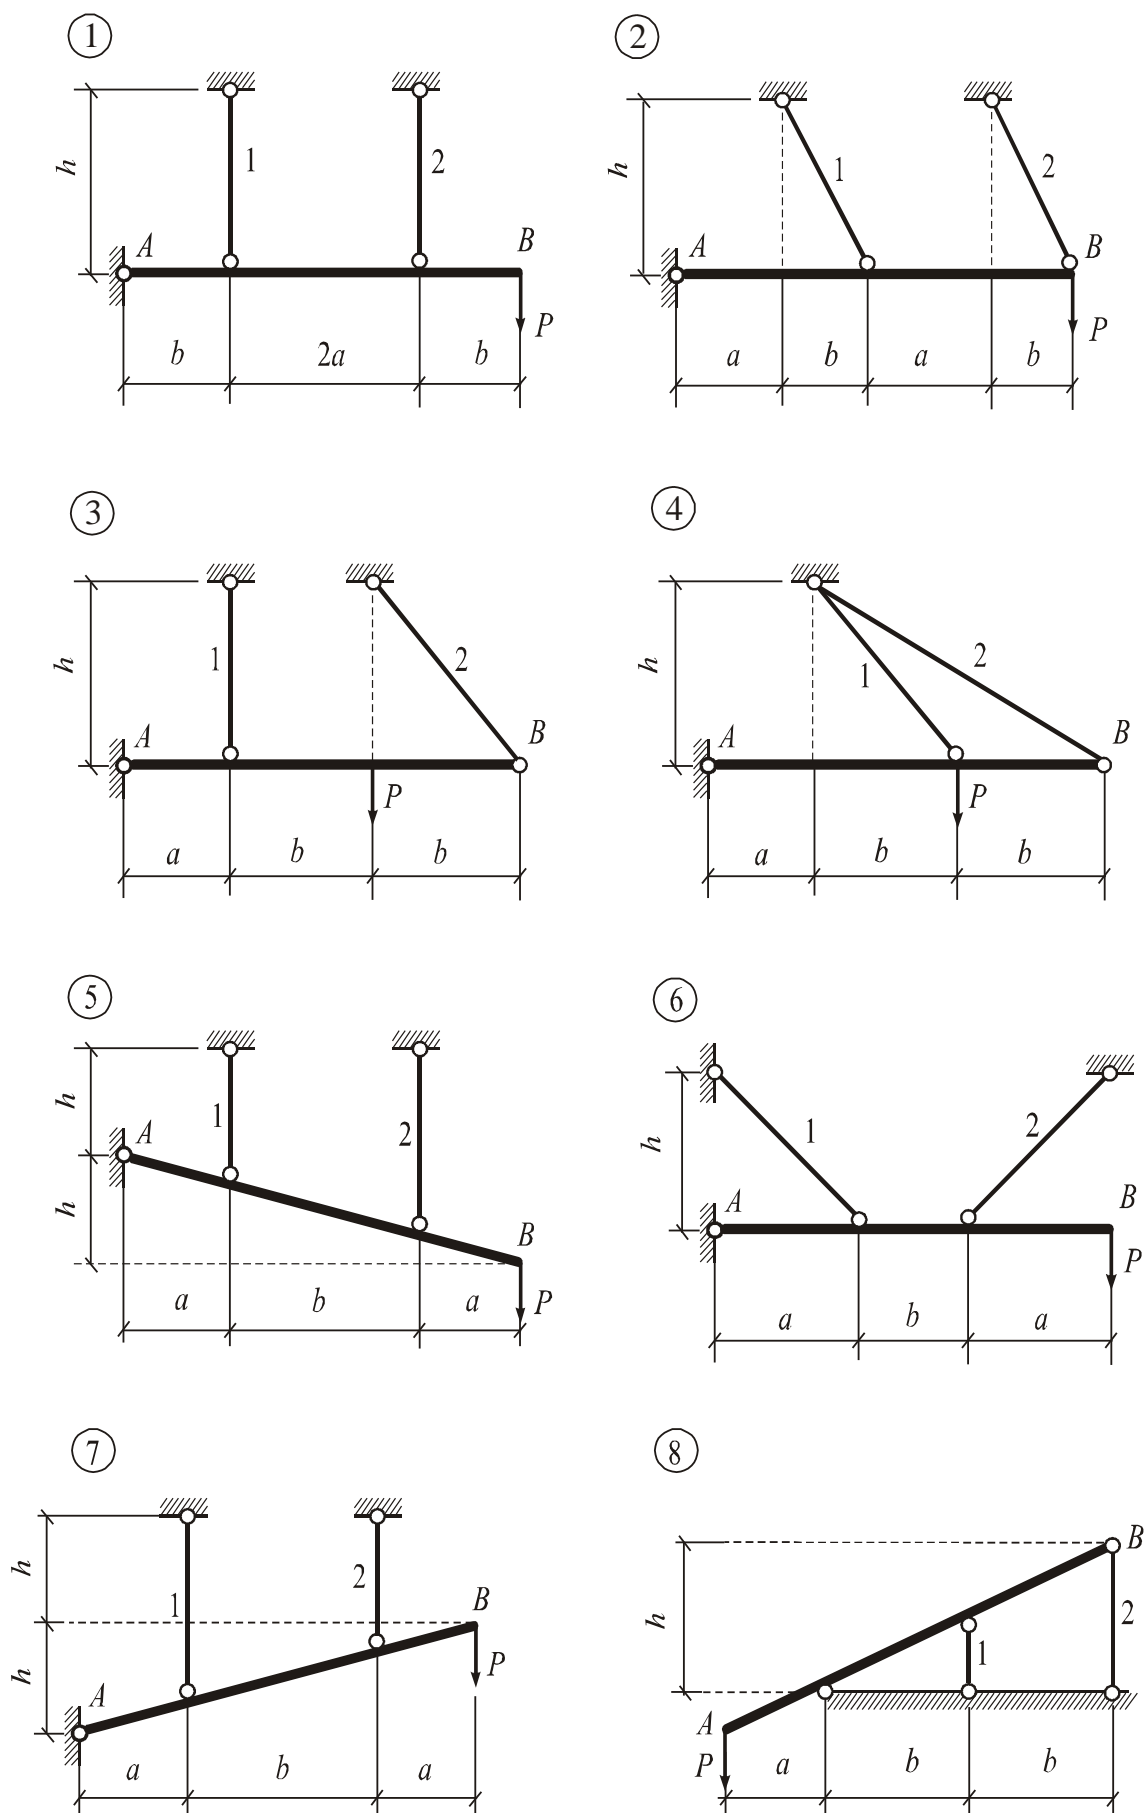 1 2
h 1 2 h 1 2
A B A B
P P
b 2a b a b a b
3 4
h 1 2 h 1 2
A B A B
P P
a b b a b b
5 6
h 1 2 h 1 2
A A B
h B P
P
a b a a b a
7 8
h 1 2 B h B
h P 1 2
A A
P
a b a a b b